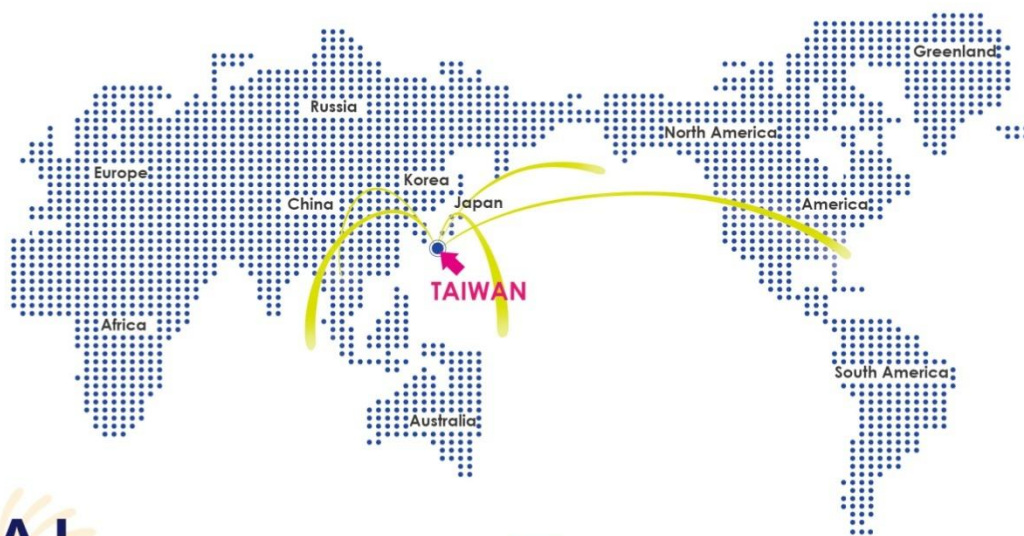 Greenland
Russia
North America
Europe
Korea
China
Japan
America
TAIWAN
Africa
South America
Australia